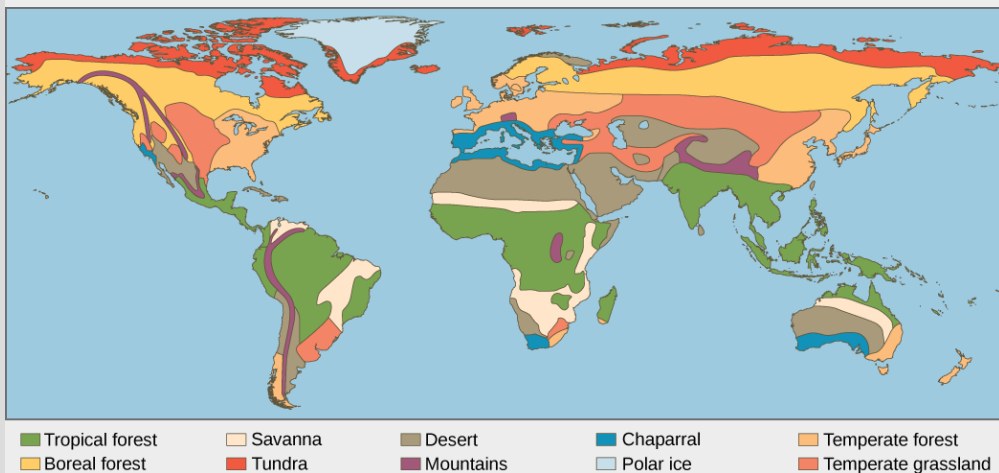 Tropical forest Savanna Desert Chaparral Temperate forest
Boreal forest Tundra Mountains Polar ice Temperate grassland